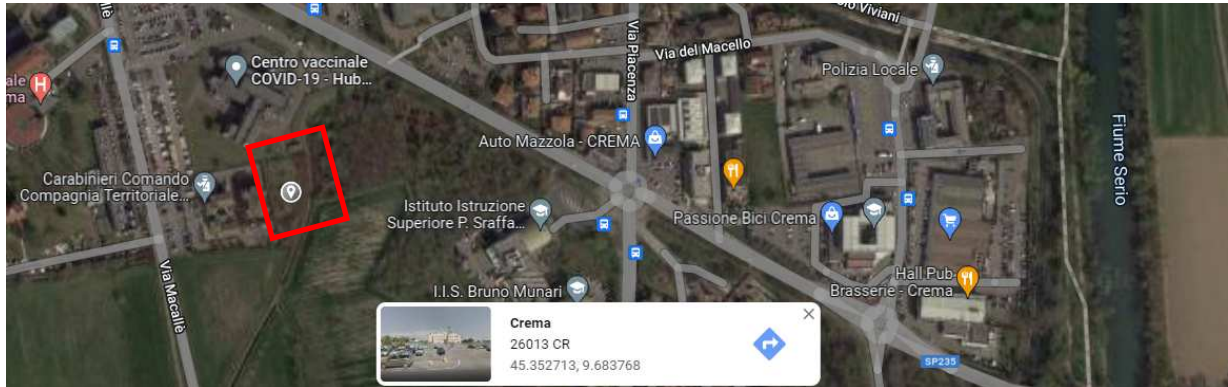 Via Macallè
Centro vaccinale
COVID-19 - Hub...
Via Piacenza
Via del Macello
Viviani
Polizia Locale
Fiume Serio
H
Auto Mazzola - CREMA
Carabinieri Comando
Compagnia Territoriale...
Istituto Istruzione
Superiore P. Sraffa...
Passione Bici Crema
Hall Pub
Brasserie - Crema
I.I.S. Bruno Munari
Crema
26013 CR
45.352713, 9.683768
SP235